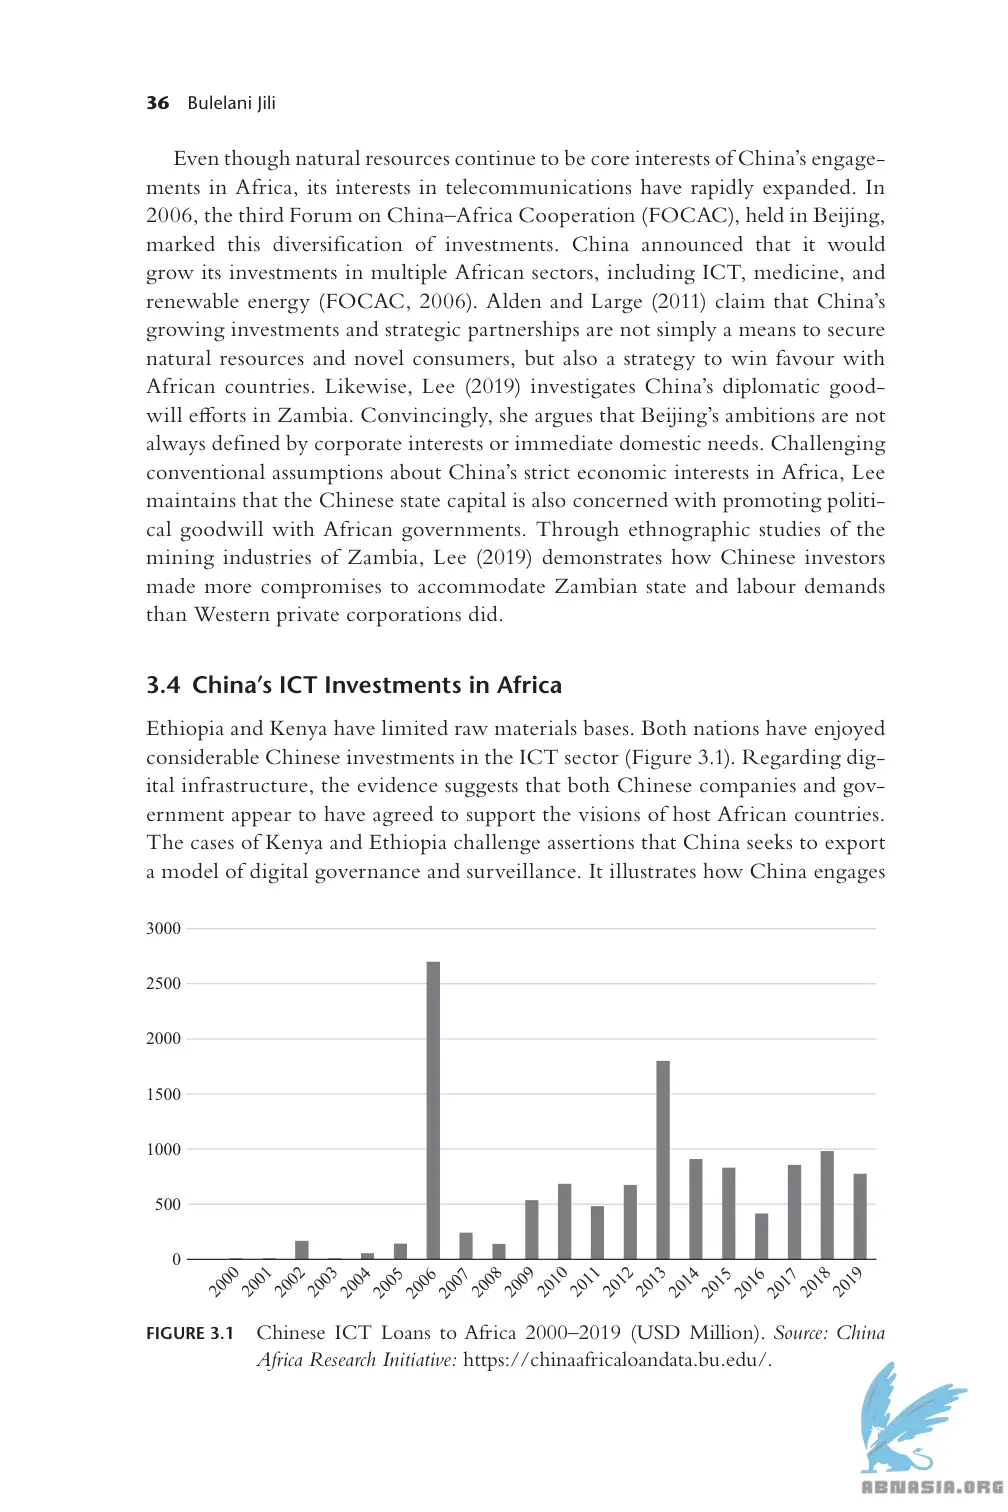 36 Bulelani Jili
Even though natural resources continue to be core interests of China’s engage-
ments in Africa, its interests in telecommunications have rapidly expanded. In
2006, the third Forum on China–Africa Cooperation (FOCAC), held in Beijing,
marked this diversification of investments. China announced that it would
grow its investments in multiple African sectors, including ICT, medicine, and
renewable energy (FOCAC, 2006). Alden and Large (2011) claim that China’s
growing investments and strategic partnerships are not simply a means to secure
natural resources and novel consumers, but also a strategy to win favour with
African countries. Likewise, Lee (2019) investigates China’s diplomatic good-
will efforts in Zambia. Convincingly, she argues that Beijing’s ambitions are not
always defined by corporate interests or immediate domestic needs. Challenging
conventional assumptions about China’s strict economic interests in Africa, Lee
maintains that the Chinese state capital is also concerned with promoting politi-
cal goodwill with African governments. Through ethnographic studies of the
mining industries of Zambia, Lee (2019) demonstrates how Chinese investors
made more compromises to accommodate Zambian state and labour demands
than Western private corporations did.
3.4 China’s ICT Investments in Africa
Ethiopia and Kenya have limited raw materials bases. Both nations have enjoyed
considerable Chinese investments in the ICT sector (Figure 3.1). Regarding dig-
ital infrastructure, the evidence suggests that both Chinese companies and gov-
ernment appear to have agreed to support the visions of host African countries.
The cases of Kenya and Ethiopia challenge assertions that China seeks to export
a model of digital governance and surveillance. It illustrates how China engages
3000
2500
2000
1500
1000
500
0
2000 2001 2002 2003 2004 2005 2006 2007 2008 2009 2010 2011 2012 2013 2014 2015 2016 2017 2018 2019
FIGURE 3.1 Chinese ICT Loans to Africa 2000–2019 (USD Million). Source: China
Africa Research Initiative: https://chinaafricaloandata.bu.edu/.
ABNASIA.ORG